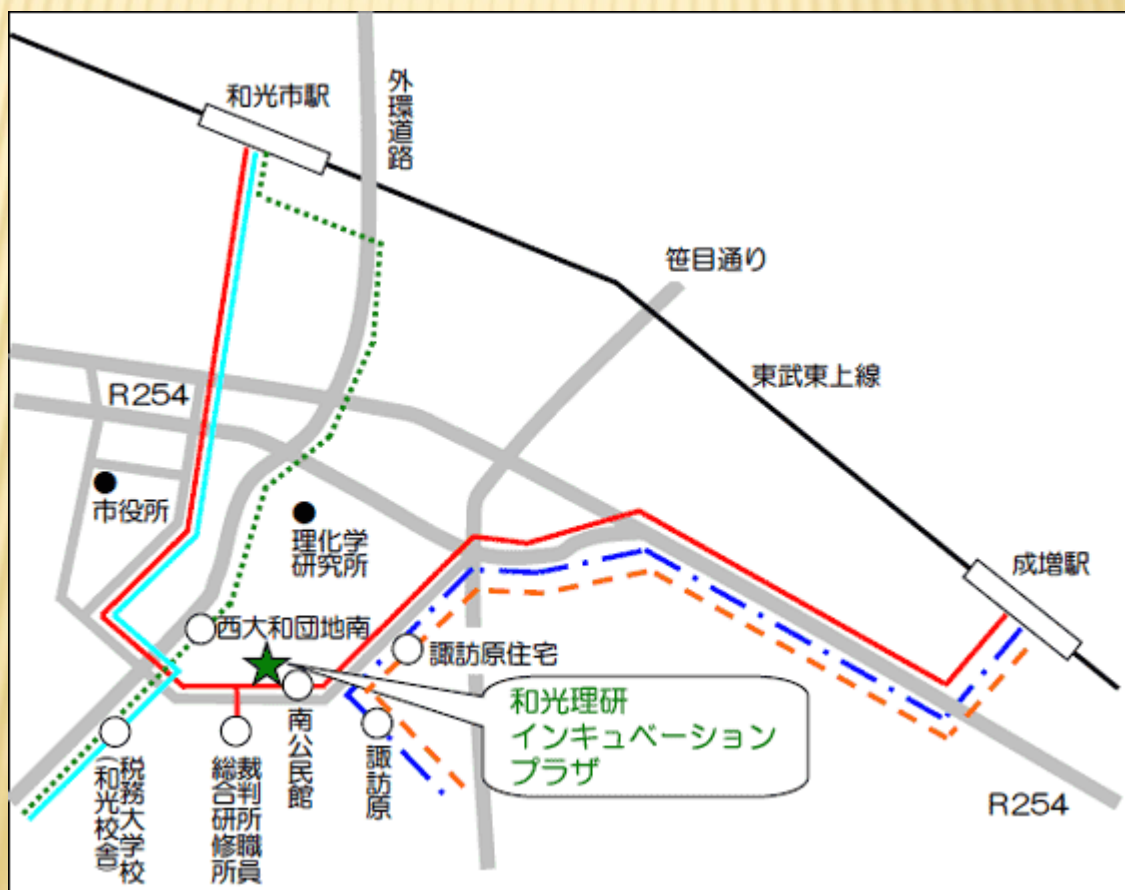 和光市駅
外環道路
笹目通り
東武東上線
R254
市役所
理化学
研究所
成増駅
西大和団地南
諏訪原住宅
和光理研
インキュベーション
プラザ
南公民館
諏訪原
裁判所職員
総合研修所
税務大学校
(和光校舎)
R254